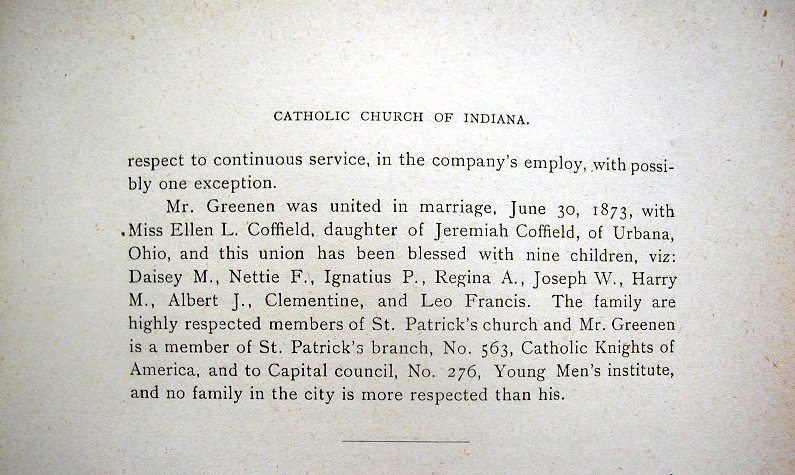 CATHOLIC CHURCH OF INDIANA.
respect to continuous service, in the company's employ, with possi-
bly one exception.
Mr. Greenen was united in marriage, June 30, 1873, with
Miss Ellen L. Coffield, daughter of Jeremiah Coffield, of Urbana,
Ohio, and this union has been blessed with nine children, viz:
Daisey M., Nettie F., Ignatius P., Regina A., Joseph W., Harry
M., Albert J., Clementine, and Leo Francis. The family are
highly respected members of St. Patrick's church and Mr. Greenen
is a member of St. Patrick's branch, No. 563, Catholic Knights of
America, and to Capital council, No. 276, Young Men's institute,
and no family in the city is more respected than his.